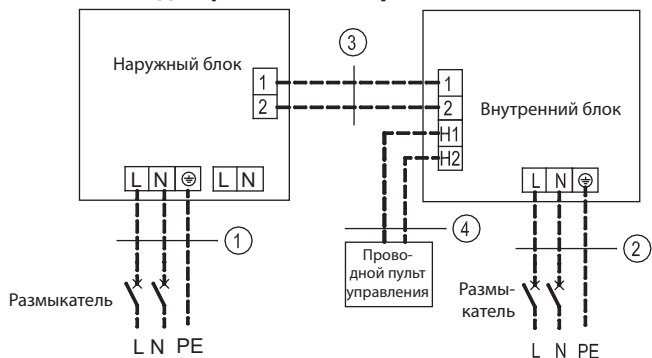 Наружный блок
1
2
L N ⏚ L N
3
1
2
H1
H2
Внутренний блок
L N ⏚
1
Размыкатель
L N PE
4
Прово-
дной пульт
управления
2
Размы-
катель
L N PE